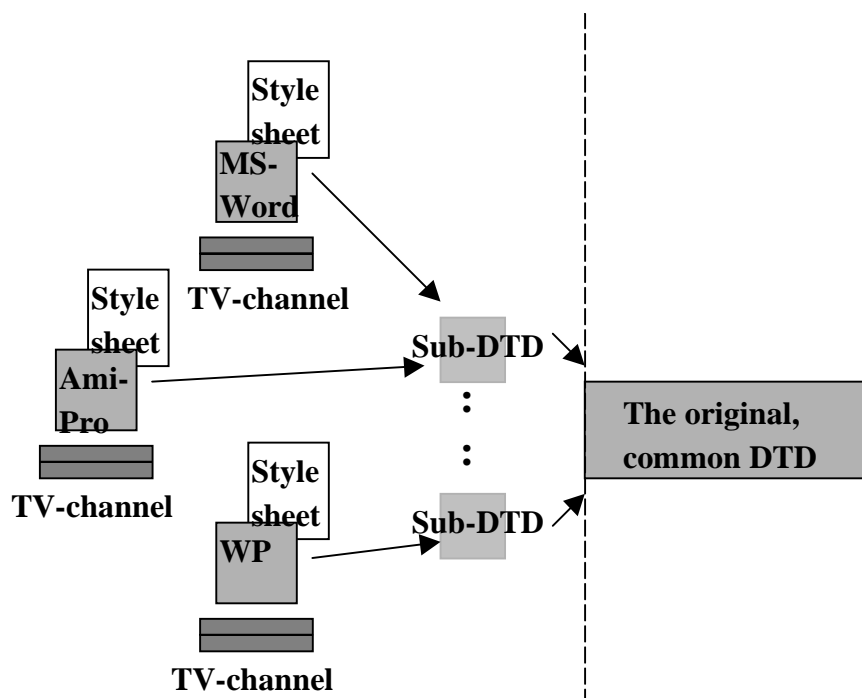 Style
sheet
MS-
Word
TV-channel
Style
sheet
Ami-
Pro
TV-channel
Sub-DTD
:
:
The original,
common DTD
Style
sheet
WP
TV-channel
Sub-DTD